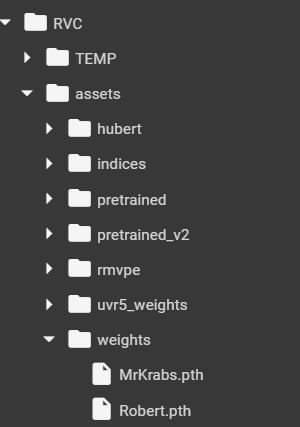 RVC
TEMP
assets
hubert
indices
pretrained
pretrained_v2
rmvpe
uvr5_weights
weights
MrKrabs.pth
Robert.pth